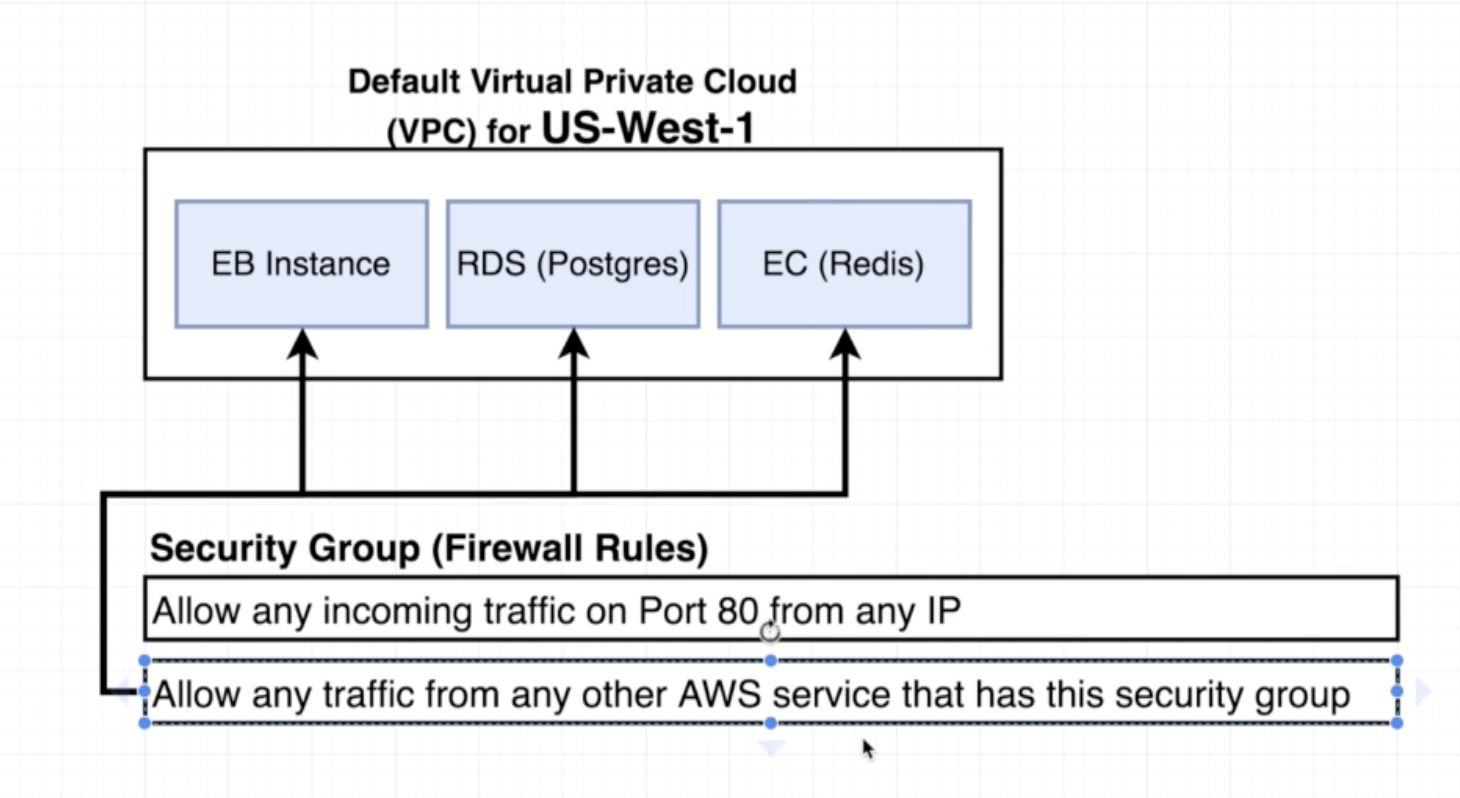 Default Virtual Private Cloud
(VPC) for US-West-1
EB Instance
RDS (Postgres)
EC (Redis)
Security Group (Firewall Rules)
Allow any incoming traffic on Port 80 from any IP
Allow any traffic from any other AWS service that has this security group